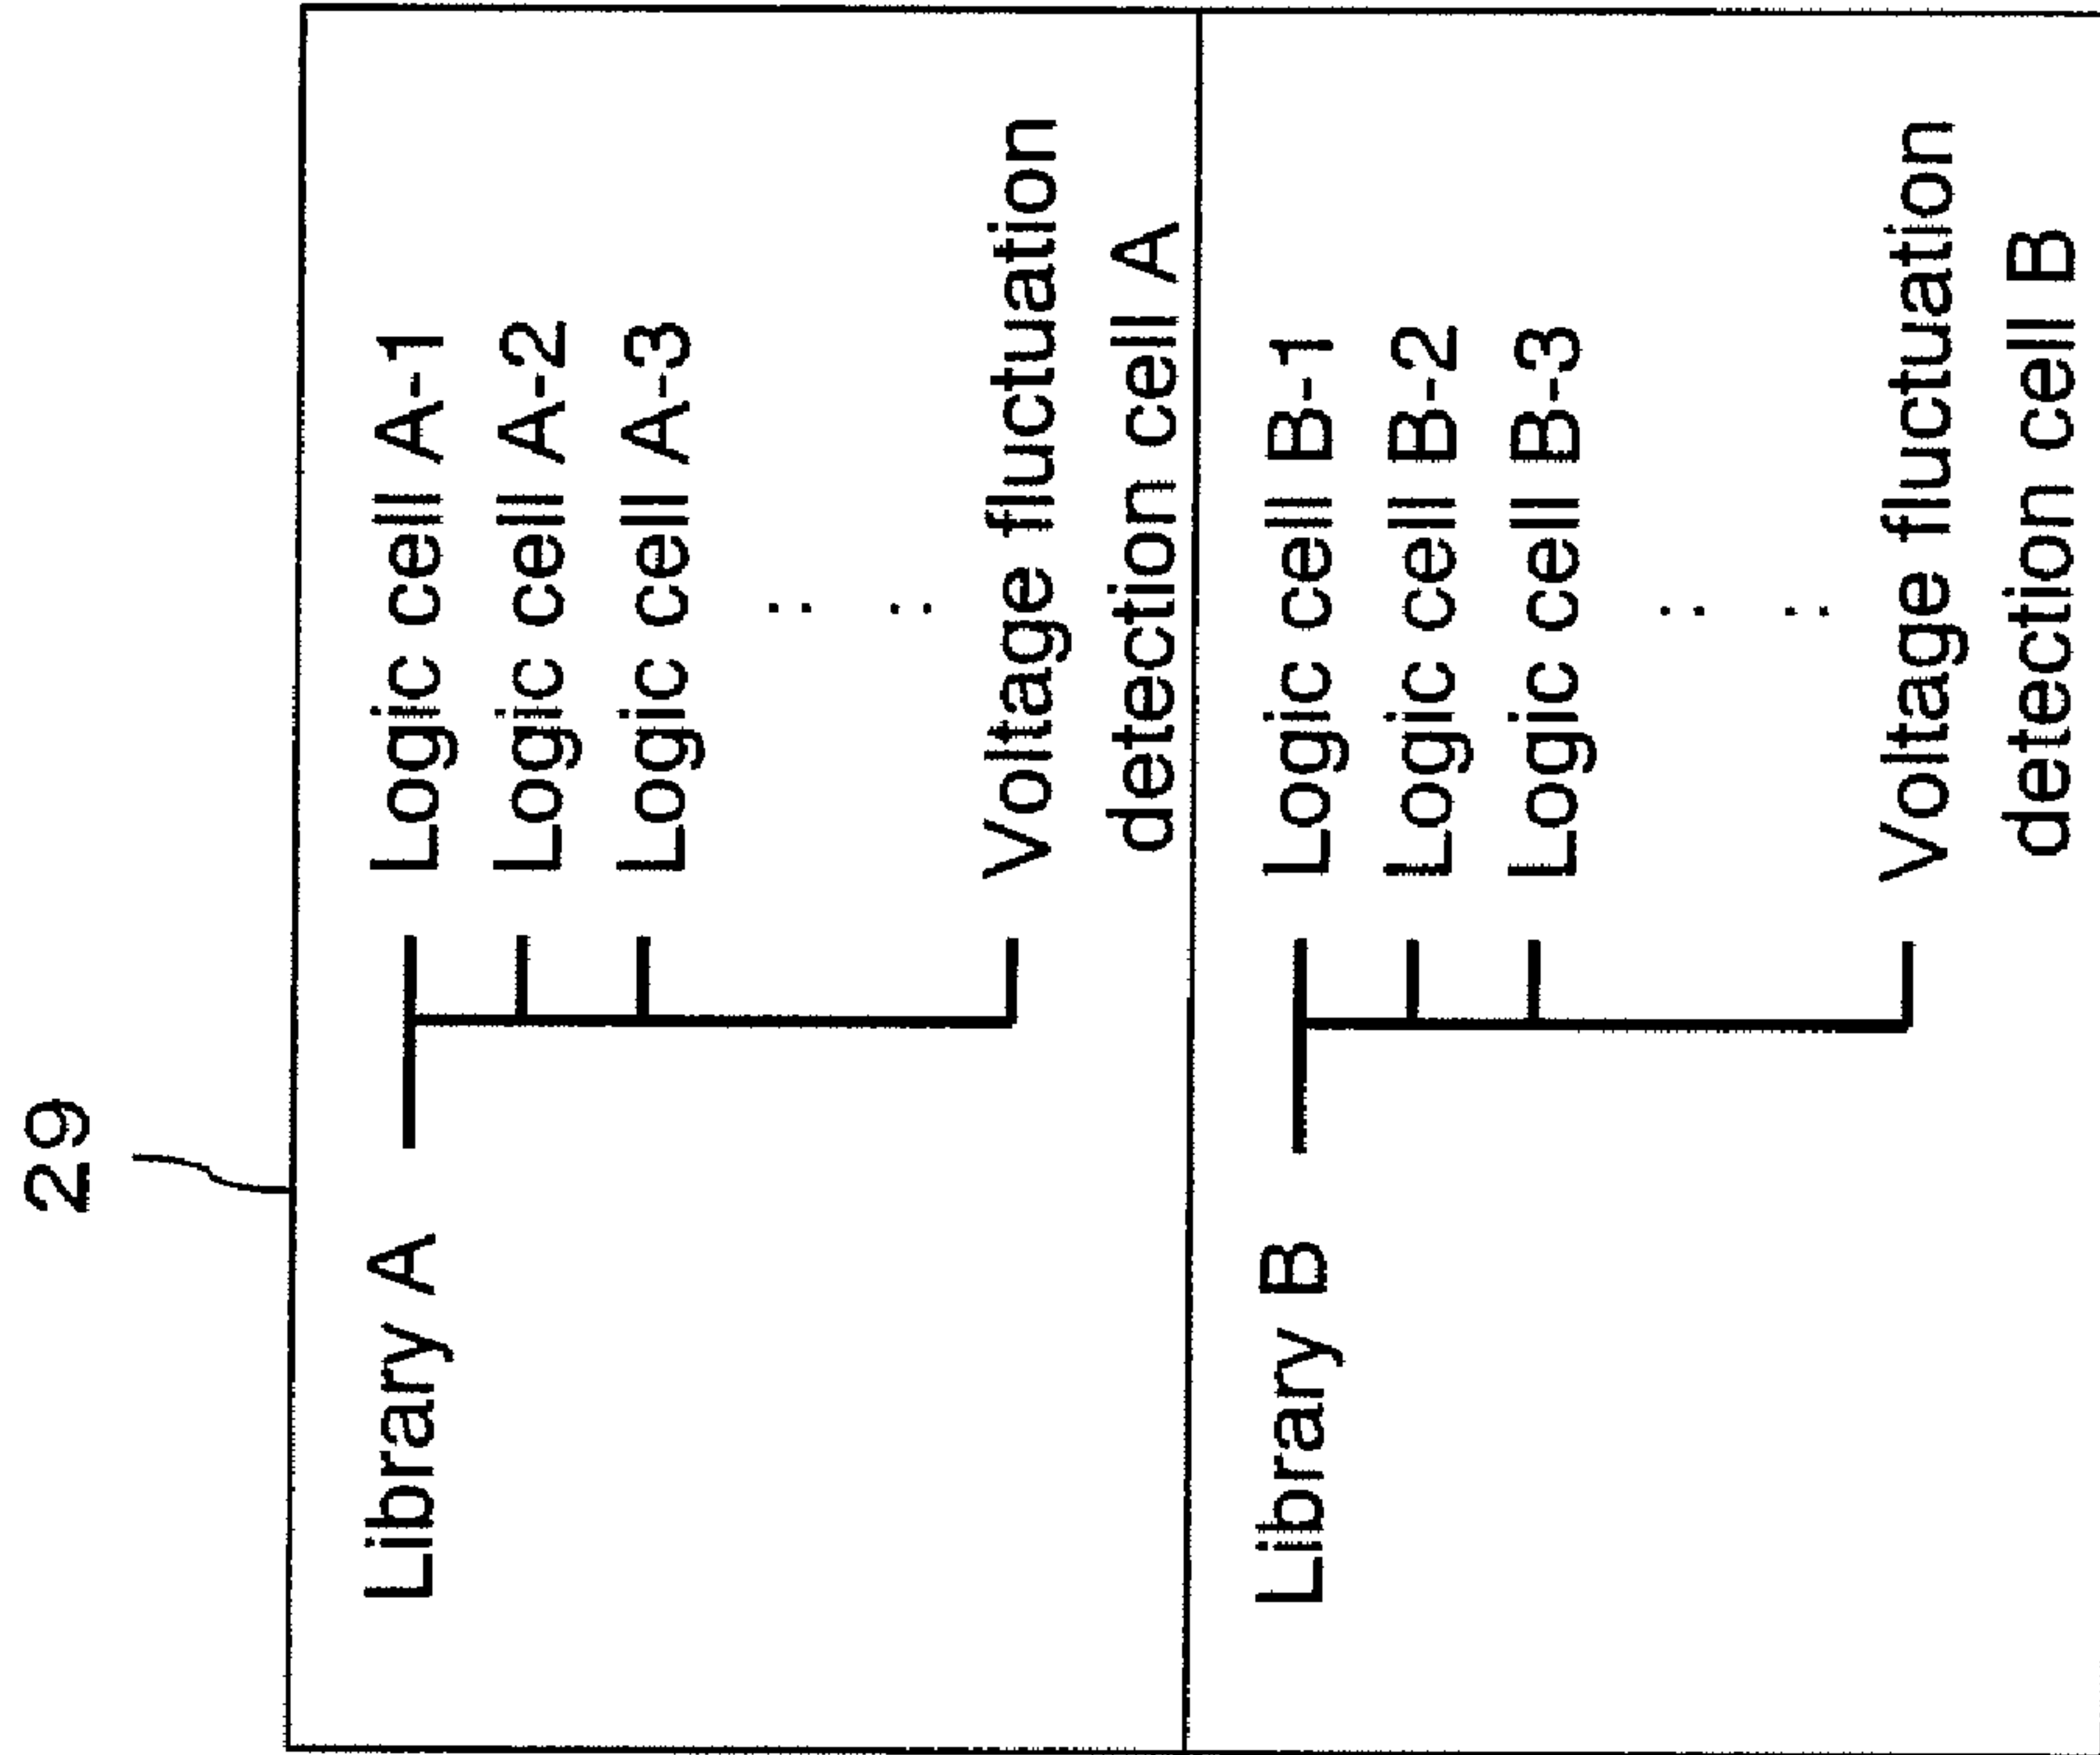 29
Library A
Logic cell A-1
Logic cell A-2
Logic cell A-3
Voltage fluctuation
detection cell A
Library B
Logic cell B-1
Logic cell B-2
Logic cell B-3
Voltage fluctuation
detection cell B